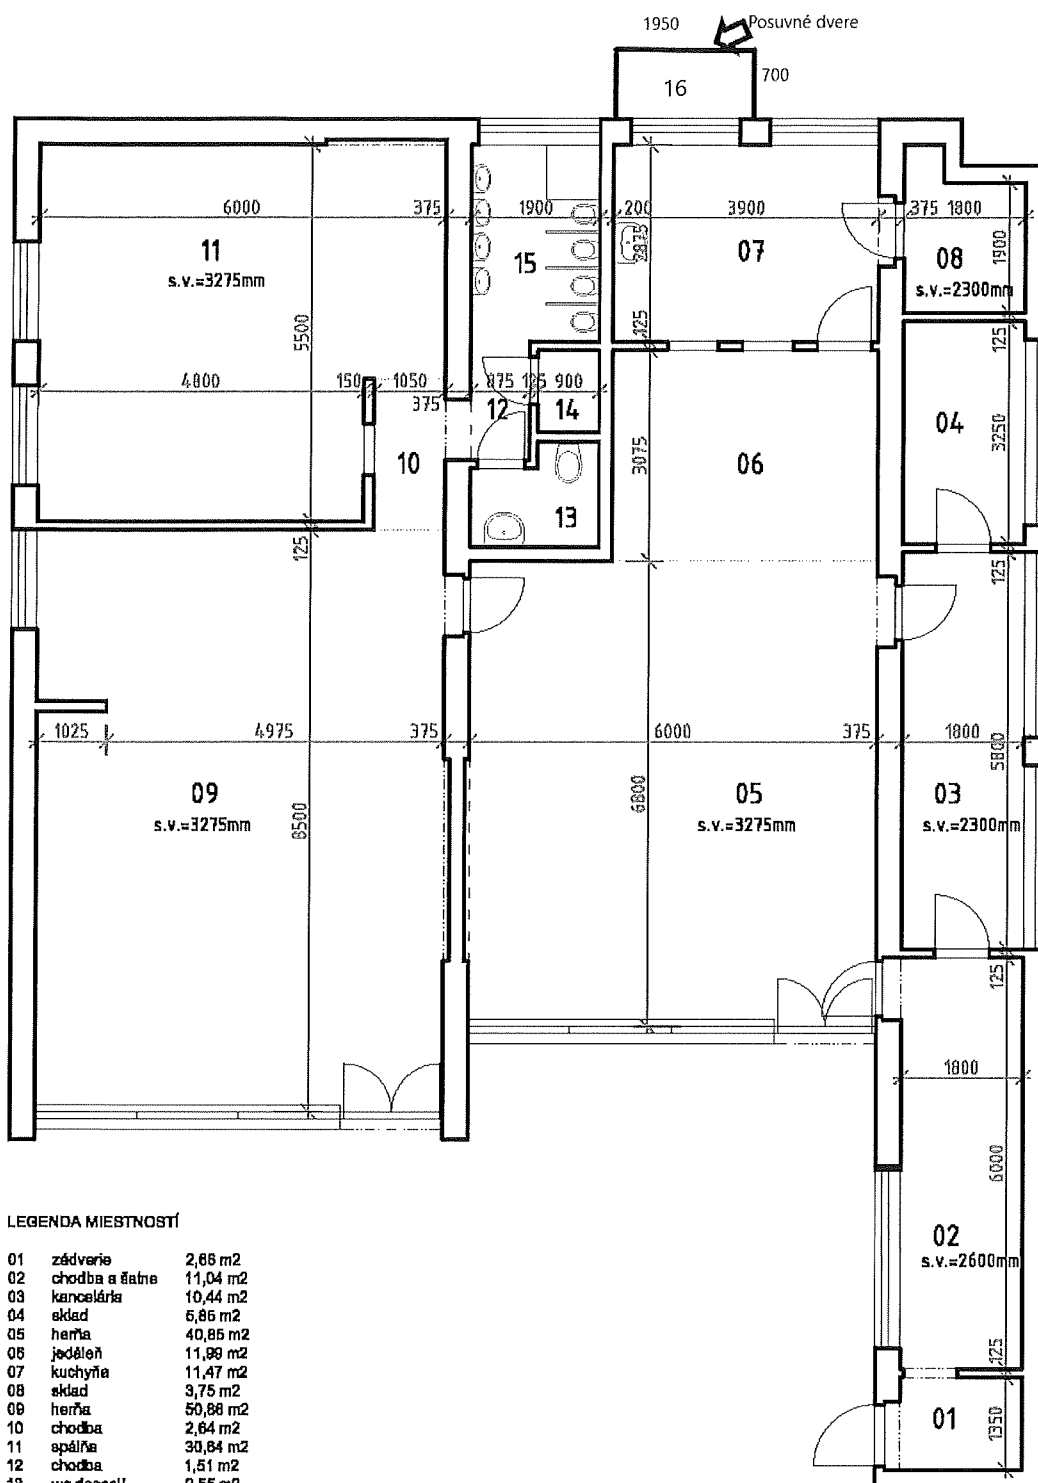 1950
Posuvné dvere
16
700
6000 375 1900 200 3900 375 1800
11
s.v.=3275mm
15
2875
07
08
s.v.=2300mm
1900
5500
125
125
4800 150 1050 375 875 125 900
12
14
04
3250
10
3075
06
13
125
125
1025 4975 375 6000 375 1800
09
s.v.=3275mm
8500
6800
05
s.v.=3275mm
5800
03
s.v.=2300mm
125
1800
6000
02
s.v.=2600mm
125
01
1350
LEGENDA MIESTNOSTÍ
01 zádverie 2,66 m2
02 chodba a šatne 11,04 m2
03 kancelária 10,44 m2
04 sklad 5,85 m2
05 herňa 40,85 m2
06 jedáleň 11,99 m2
07 kuchyňa 11,47 m2
08 sklad 3,75 m2
09 herňa 50,86 m2
10 chodba 2,64 m2
11 spálňa 30,64 m2
12 chodba 1,51 m2